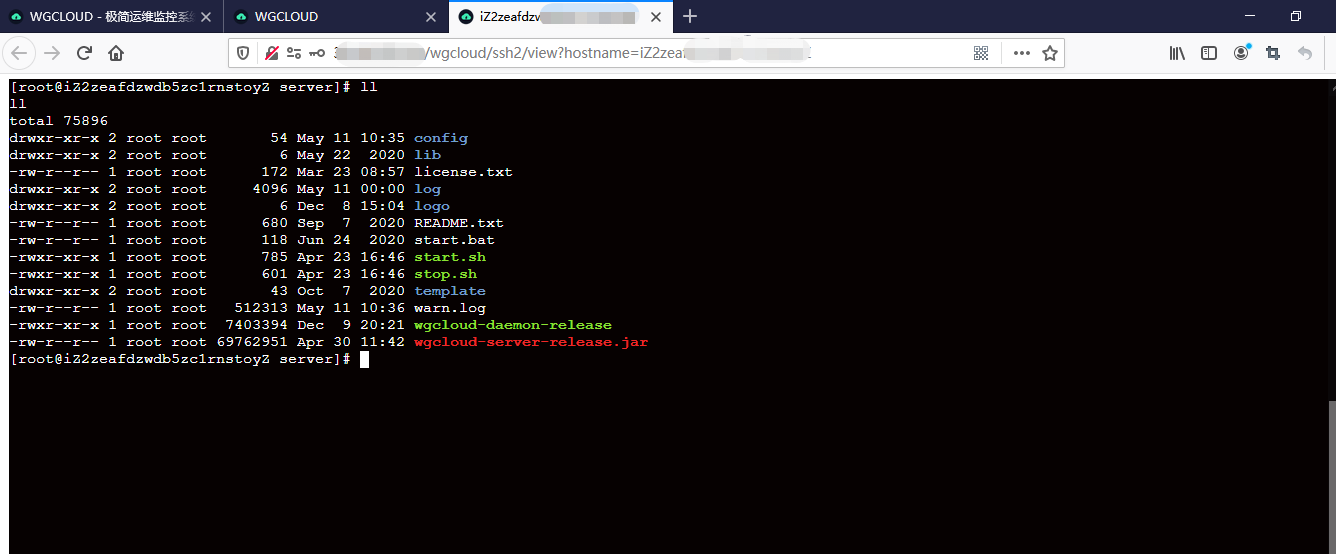 WGCLOUD - 极简运维监控系
WGCLOUD
iZ2zeafdzw
/wgcloud/ssh2/view?hostname=iZ2zeaf
[root@iZ2zeafdzwdb5zc1rnstoyZ server]# ll
ll
total 75896
drwxr-xr-x 2 root root       54 May 11 10:35 config
drwxr-xr-x 2 root root        6 May 22  2020 lib
-rw-r--r-- 1 root root      172 Mar 23 08:57 license.txt
drwxr-xr-x 2 root root     4096 May 11 00:00 log
drwxr-xr-x 2 root root        6 Dec  8 15:04 logo
-rw-r--r-- 1 root root      680 Sep  7  2020 README.txt
-rw-r--r-- 1 root root      118 Jun 24  2020 start.bat
-rwxr-xr-x 1 root root      785 Apr 23 16:46 start.sh
-rwxr-xr-x 1 root root      601 Apr 23 16:46 stop.sh
drwxr-xr-x 2 root root       43 Oct  7  2020 template
-rw-r--r-- 1 root root   512313 May 11 10:36 warn.log
-rwxr-xr-x 1 root root  7403394 Dec  9 20:21 wgcloud-daemon-release
-rw-r--r-- 1 root root 69762951 Apr 30 11:42 wgcloud-server-release.jar
[root@iZ2zeafdzwdb5zc1rnstoyZ server]#